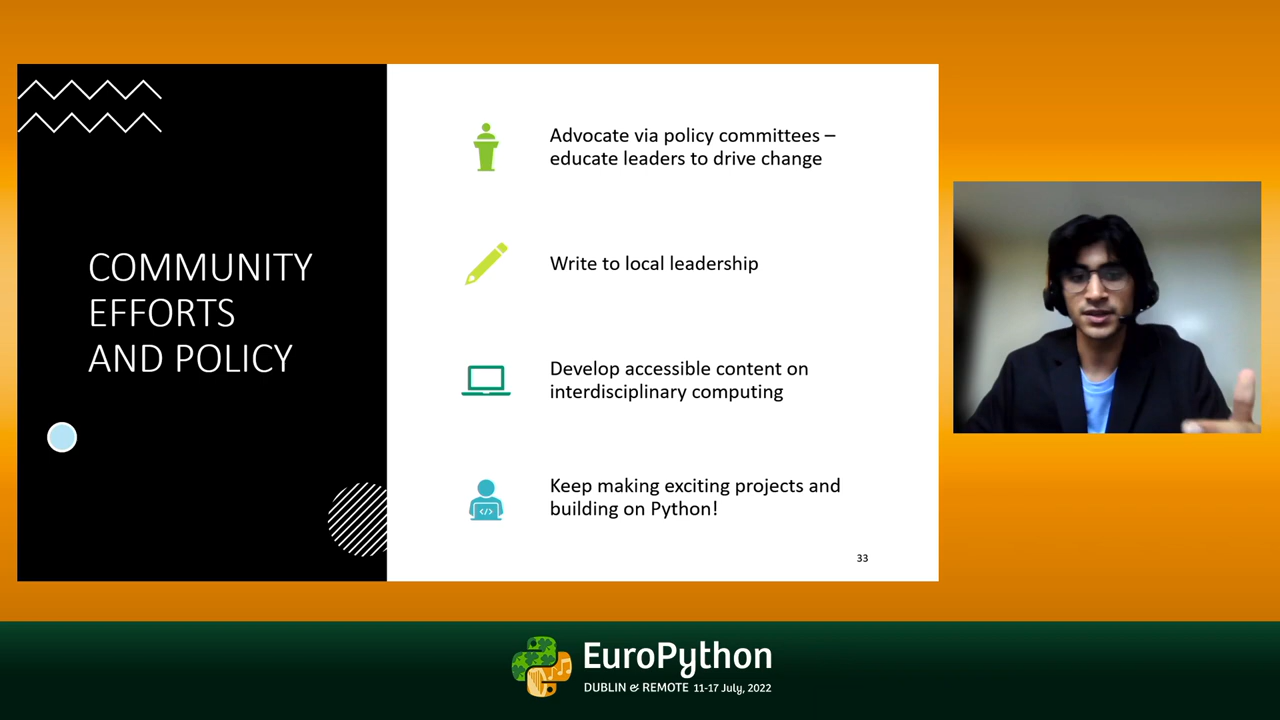 COMMUNITY
EFFORTS
AND POLICY
Advocate via policy committees –
educate leaders to drive change
Write to local leadership
Develop accessible content on
interdisciplinary computing
Keep making exciting projects and
building on Python!
33
EuroPython
DUBLIN & REMOTE 11-17 July, 2022